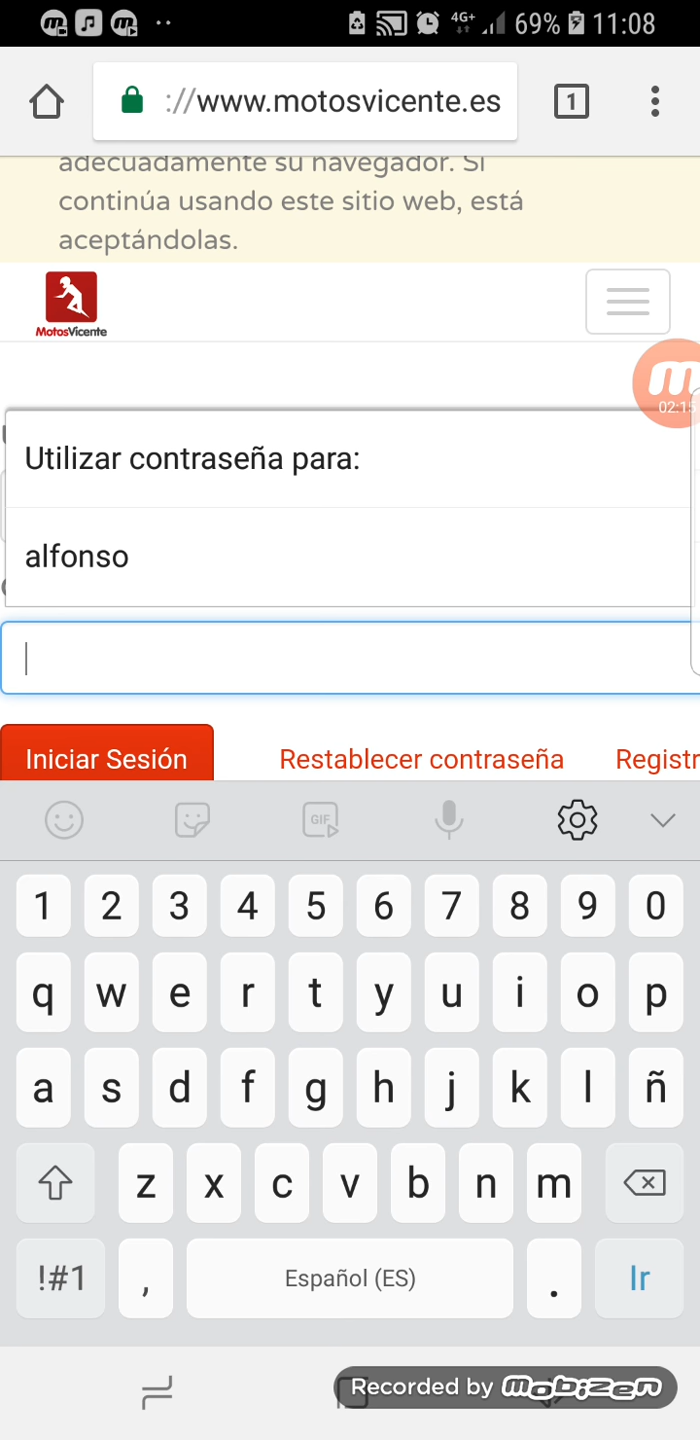 4G+ 69% 11:08
://www.motosvicente.es 1
adecuadamente su navegador. Si
continúa usando este sitio web, está
aceptándolas.
MotosVicente
02:15
Utilizar contraseña para:
alfonso
Iniciar Sesión Restablecer contraseña Registr
GIF
1 2 3 4 5 6 7 8 9 0
q w e r t y u i o p
a s d f g h j k l ñ
z x c v b n m
!#1 , Español (ES) . Ir
Recorded by mobizen